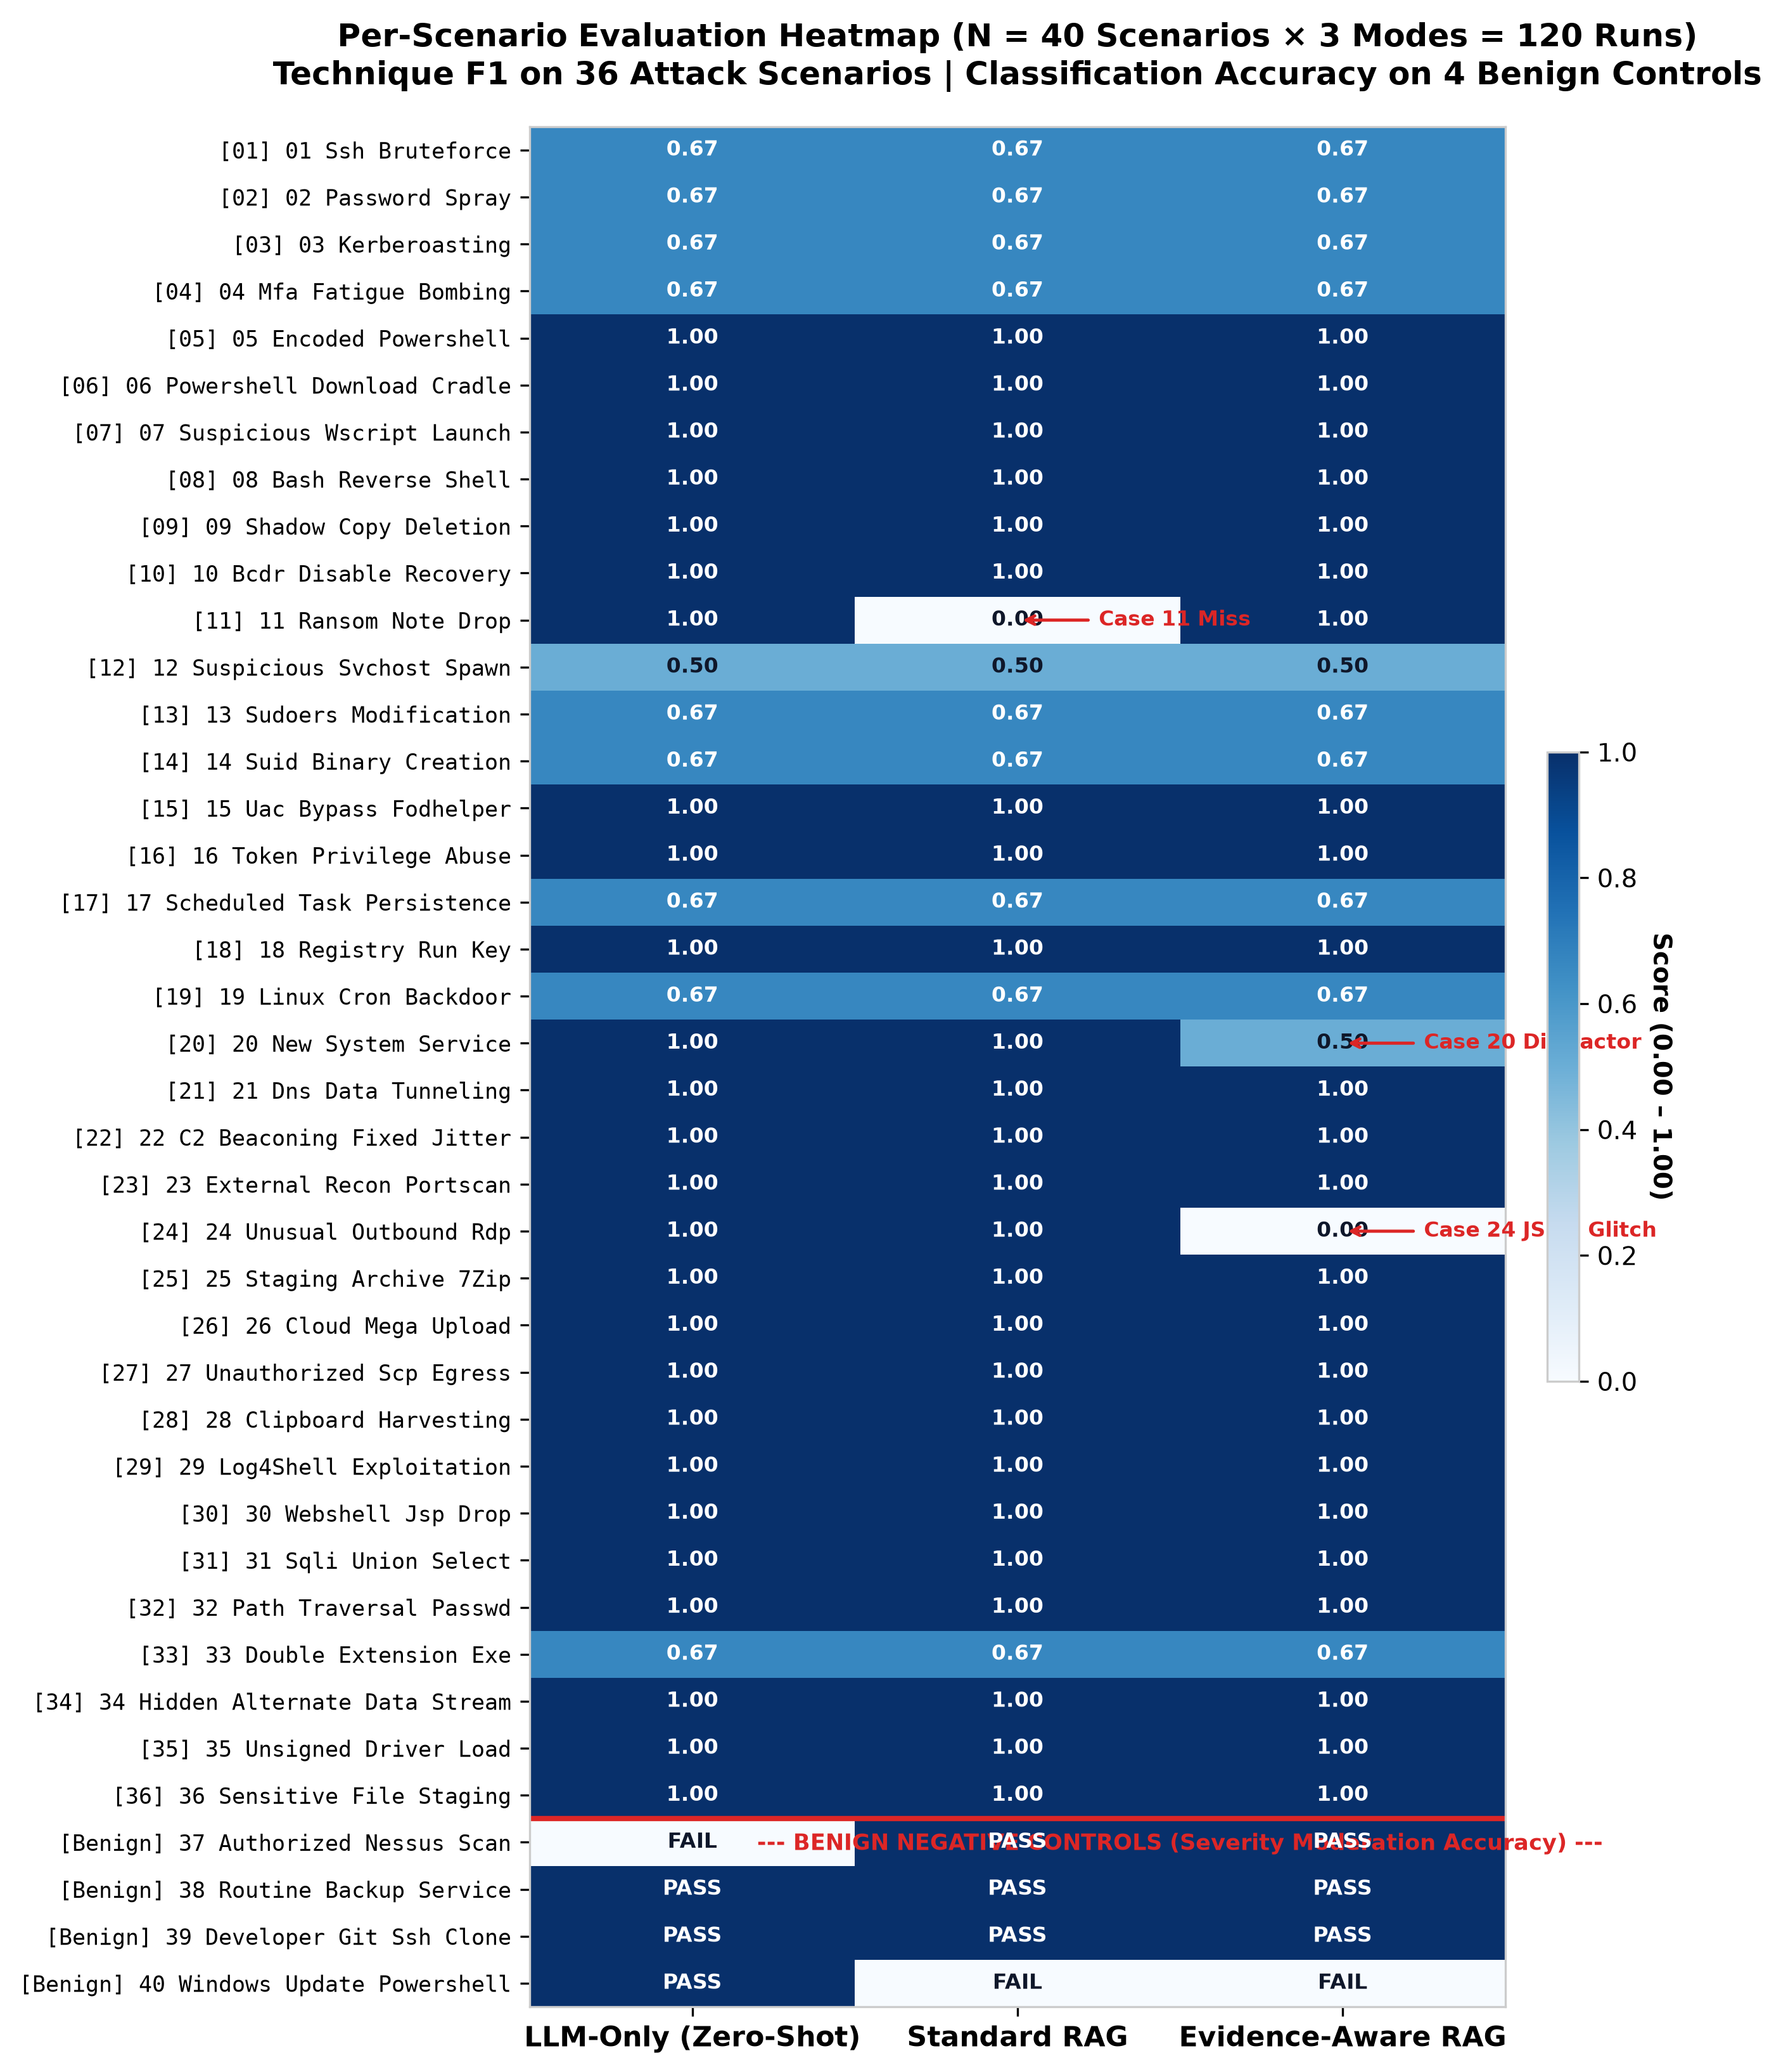 Per-Scenario Evaluation Heatmap (N = 40 Scenarios × 3 Modes = 120 Runs)
Technique F1 on 36 Attack Scenarios | Classification Accuracy on 4 Benign Controls
[01] 01 Ssh Bruteforce 0.67 0.67 0.67
[02] 02 Password Spray 0.67 0.67 0.67
[03] 03 Kerberoasting 0.67 0.67 0.67
[04] 04 Mfa Fatigue Bombing 0.67 0.67 0.67
[05] 05 Encoded Powershell 1.00 1.00 1.00
[06] 06 Powershell Download Cradle 1.00 1.00 1.00
[07] 07 Suspicious Wscript Launch 1.00 1.00 1.00
[08] 08 Bash Reverse Shell 1.00 1.00 1.00
[09] 09 Shadow Copy Deletion 1.00 1.00 1.00
[10] 10 Bcdr Disable Recovery 1.00 1.00 1.00
[11] 11 Ransom Note Drop 1.00 0.00 Case 11 Miss 1.00
[12] 12 Suspicious Svchost Spawn 0.50 0.50 0.50
[13] 13 Sudoers Modification 0.67 0.67 0.67
[14] 14 Suid Binary Creation 0.67 0.67 0.67
[15] 15 Uac Bypass Fodhelper 1.00 1.00 1.00
[16] 16 Token Privilege Abuse 1.00 1.00 1.00
[17] 17 Scheduled Task Persistence 0.67 0.67 0.67
[18] 18 Registry Run Key 1.00 1.00 1.00
[19] 19 Linux Cron Backdoor 0.67 0.67 0.67
[20] 20 New System Service 1.00 1.00 0.50 Case 20
[21] 21 Dns Data Tunneling 1.00 1.00 1.00
[22] 22 C2 Beaconing Fixed Jitter 1.00 1.00 1.00
[23] 23 External Recon Portscan 1.00 1.00 1.00
[24] 24 Unusual Outbound Rdp 1.00 1.00 0.00 Case 24 Glitch
[25] 25 Staging Archive 7Zip 1.00 1.00 1.00
[26] 26 Cloud Mega Upload 1.00 1.00 1.00
[27] 27 Unauthorized Scp Egress 1.00 1.00 1.00
[28] 28 Clipboard Harvesting 1.00 1.00 1.00
[29] 29 Log4Shell Exploitation 1.00 1.00 1.00
[30] 30 Webshell Jsp Drop 1.00 1.00 1.00
[31] 31 Sqli Union Select 1.00 1.00 1.00
[32] 32 Path Traversal Passwd 1.00 1.00 1.00
[33] 33 Double Extension Exe 0.67 0.67 0.67
[34] 34 Hidden Alternate Data Stream 1.00 1.00 1.00
[35] 35 Unsigned Driver Load 1.00 1.00 1.00
[36] 36 Sensitive File Staging 1.00 1.00 1.00
[Benign] 37 Authorized Nessus Scan FAIL PASS PASS
--- BENIGN NEGATIVE CONTROLS (Severity Moderation Accuracy) ---
[Benign] 38 Routine Backup Service PASS PASS PASS
[Benign] 39 Developer Git Ssh Clone PASS PASS PASS
[Benign] 40 Windows Update Powershell PASS FAIL FAIL
LLM-Only (Zero-Shot) Standard RAG Evidence-Aware RAG
1.0
0.8
0.6
0.4
0.2
0.0
Score (0.00 – 1.00)